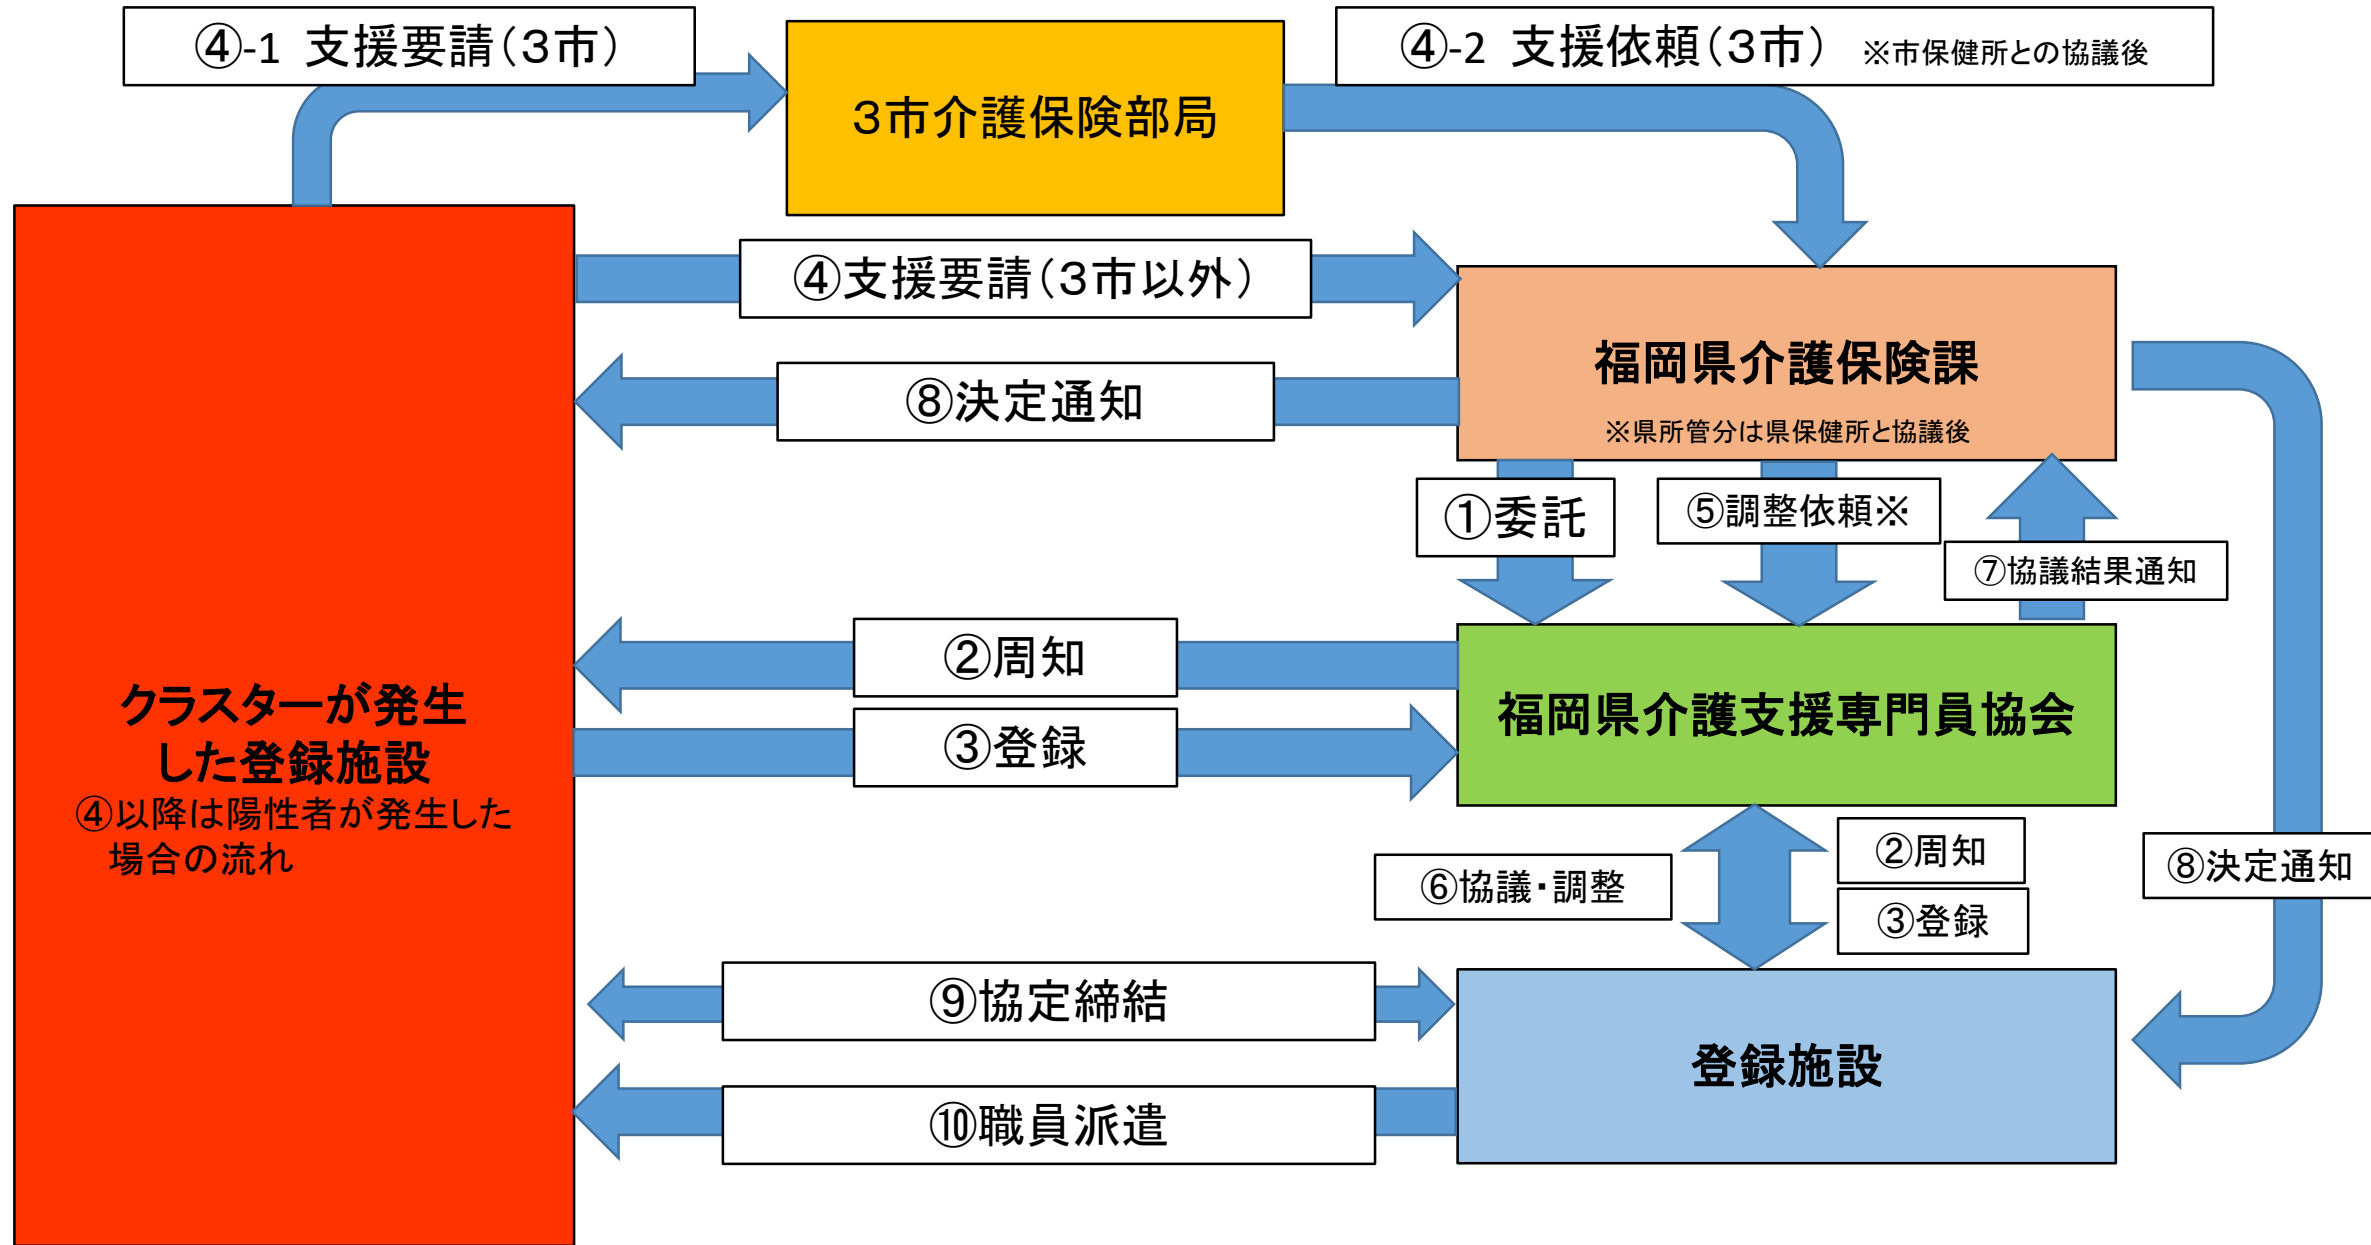 ④-1 支援要請(3市)
④-2 支援依頼(3市) ※市保健所との協議後
3市介護保険部局
④支援要請(3市以外)
福岡県介護保険課
※県所管分は県保健所と協議後
⑧決定通知
①委託
⑤調整依頼※
⑦協議結果通知
②周知
③登録
福岡県介護支援専門員協会
クラスターが発生
した登録施設
④以降は陽性者が発生した
場合の流れ
⑥協議・調整
②周知
③登録
⑧決定通知
⑨協定締結
⑩職員派遣
登録施設